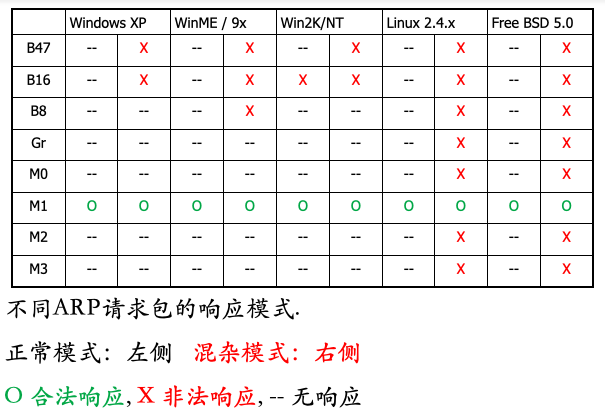 Windows XP WinME / 9x Win2K/NT Linux 2.4.x Free BSD 5.0
B47 -- X -- X -- X -- X -- X
B16 -- X -- X X X -- X -- X
B8 -- -- -- X -- -- -- X -- X
Gr -- -- -- -- -- -- -- X -- X
M0 -- -- -- -- -- -- -- X -- X
M1 O O O O O O O O O O
M2 -- -- -- -- -- -- -- X -- X
M3 -- -- -- -- -- -- -- X -- X
不同ARP请求包的响应模式.
正常模式：左侧 混杂模式：右侧
O 合法响应, X 非法响应, -- 无响应